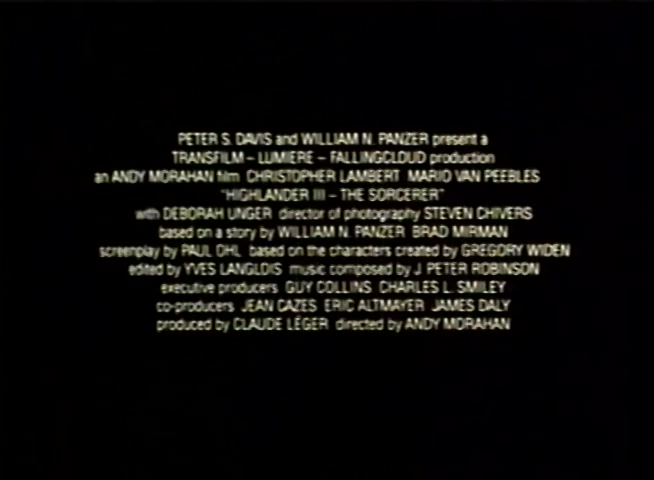 PETER S. DAVIS and WILLIAM N. PANZER present a
TRANSFILM – LUMIERE – FALLINGCLOUD production
an ANDY MORAHAN film CHRISTOPHER LAMBERT MARIO VAN PEEBLES
"HIGHLANDER III – THE SORCERER"
with DEBORAH UNGER director of photography STEVEN CHIVERS
based on a story by WILLIAM N. PANZER BRAD MIRMAN
screenplay by PAUL OHL based on the characters created by GREGORY WIDEN
edited by YVES LANGLOIS music composed by J. PETER ROBINSON
executive producers GUY COLLINS CHARLES L. SMILEY
co-producers JEAN CAZES ERIC ALTMAYER JAMES DALY
produced by CLAUDE LÉGER directed by ANDY MORAHAN